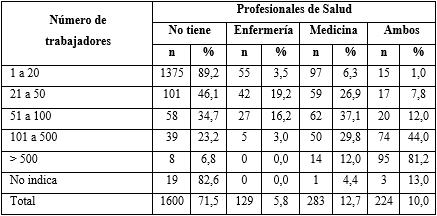 Número de trabajadores
Profesionales de Salud
No tiene Enfermería Medicina Ambos
n % n % n % n %
1 a 20 1375 89,2 55 3,5 97 6,3 15 1,0
21 a 50 101 46,1 42 19,2 59 26,9 17 7,8
51 a 100 58 34,7 27 16,2 62 37,1 20 12,0
101 a 500 39 23,2 5 3,0 50 29,8 74 44,0
> 500 8 6,8 0 0,0 14 12,0 95 81,2
No indica 19 82,6 0 0,0 1 4,4 3 13,0
Total 1600 71,5 129 5,8 283 12,7 224 10,0